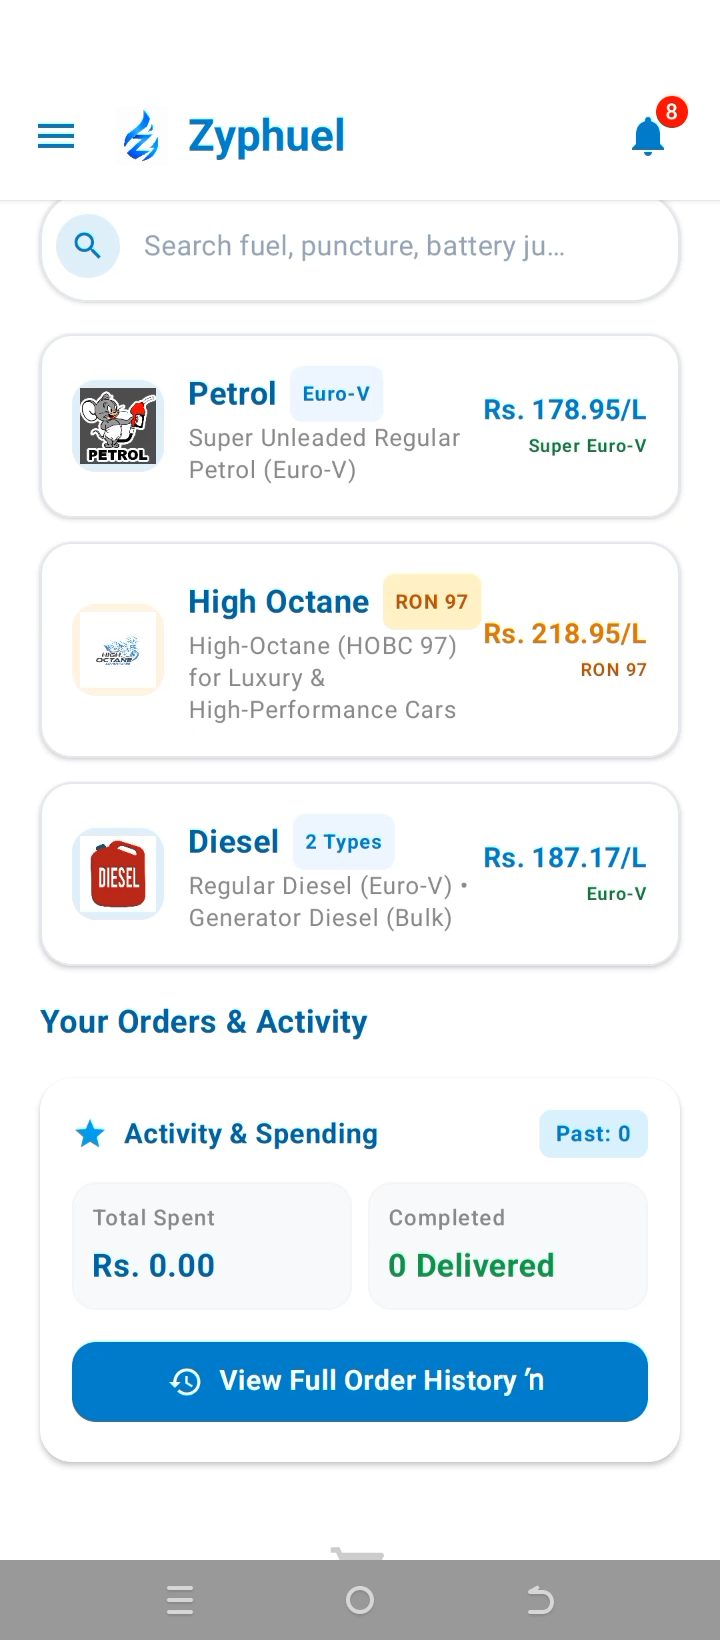 Zyphuel
8
Search fuel, puncture, battery ju...
Petrol Euro-V
Super Unleaded Regular
Petrol (Euro-V)
Rs. 178.95/L
Super Euro-V
PETROL
High Octane RON 97
High-Octane (HOBC 97)
for Luxury &
High-Performance Cars
Rs. 218.95/L
RON 97
HIGH
OCTANE
Diesel 2 Types
Regular Diesel (Euro-V) •
Generator Diesel (Bulk)
Rs. 187.17/L
Euro-V
DIESEL
Your Orders & Activity
Activity & Spending
Past: 0
Total Spent
Rs. 0.00
Completed
0 Delivered
View Full Order History ŉ